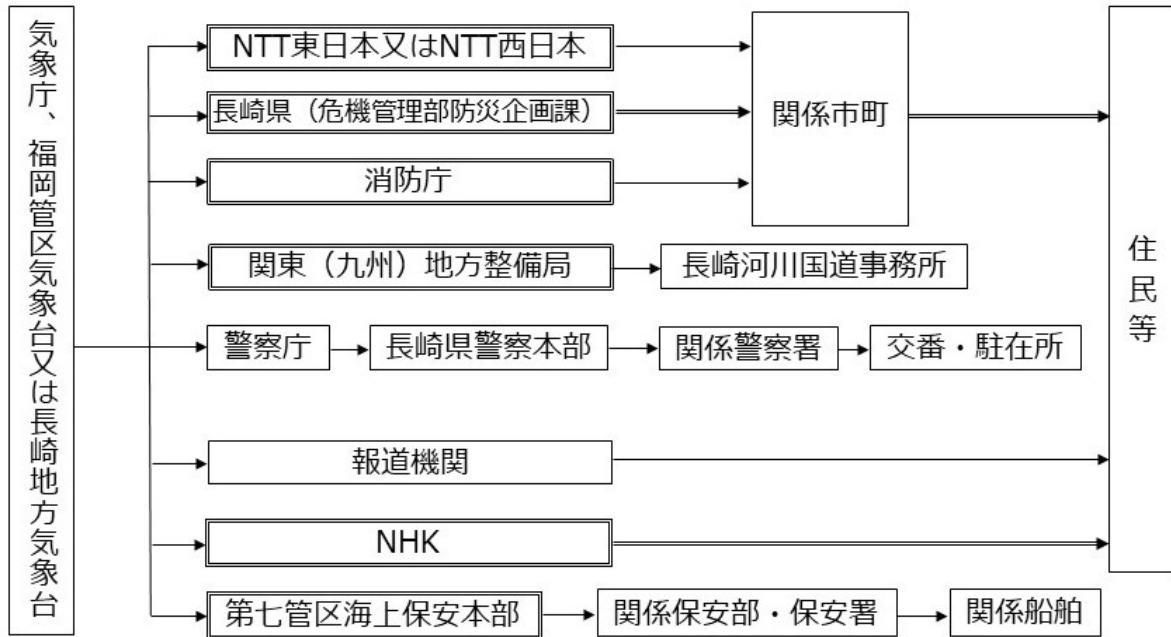 気象庁、福岡管区気象台又は長崎地方気象台
NTT東日本又はNTT西日本
長崎県（危機管理部防災企画課）
消防庁
関係市町
関東（九州）地方整備局
長崎河川国道事務所
警察庁
長崎県警察本部
関係警察署
交番・駐在所
報道機関
NHK
第七管区海上保安本部
関係保安部・保安署
関係船舶
住民等